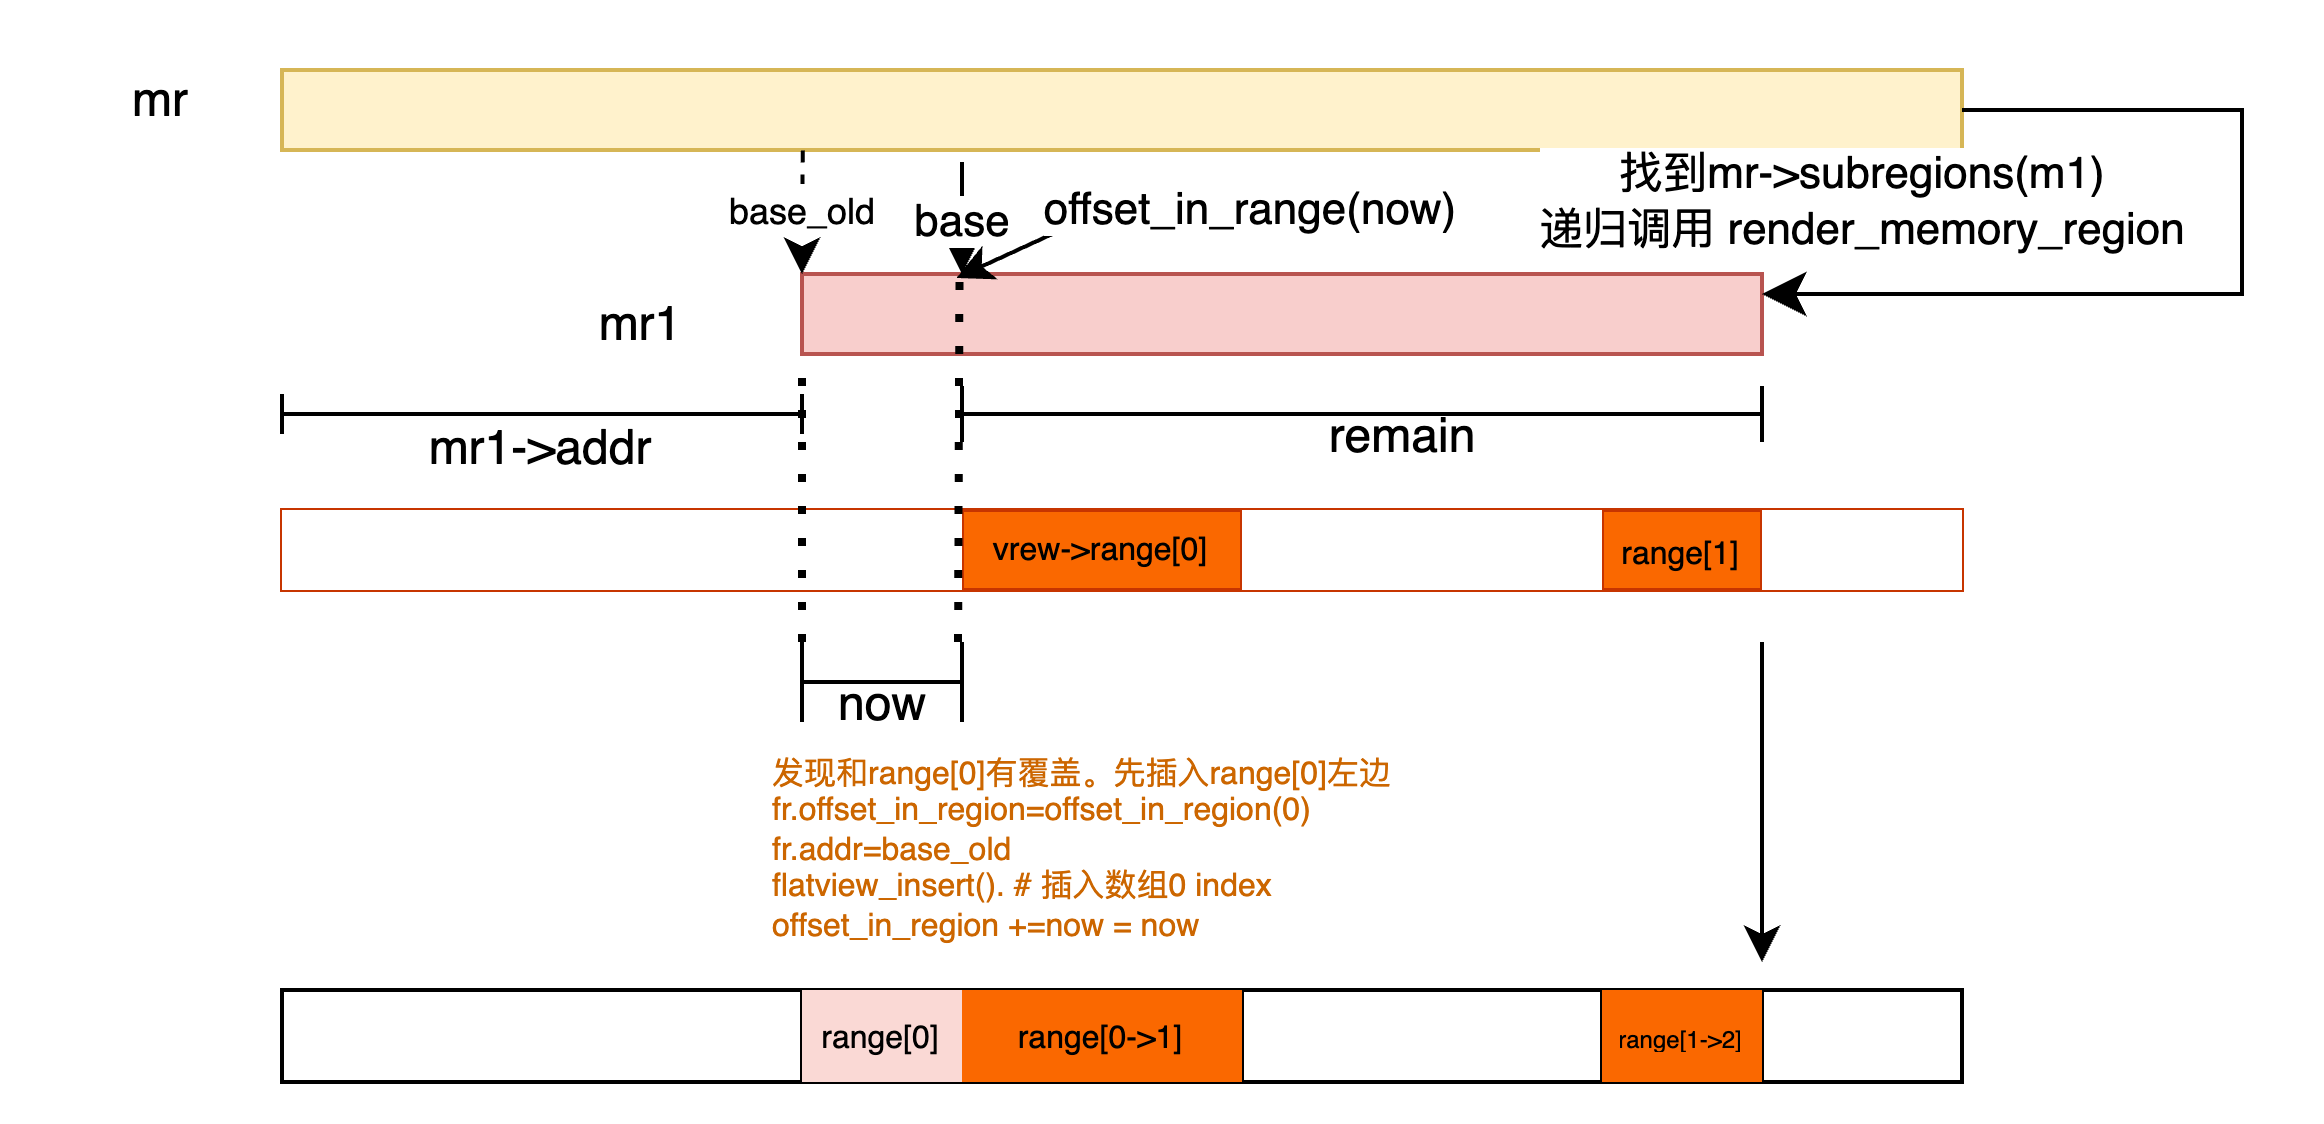 mr
找到mr->subregions(m1)
递归调用 render_memory_region
base_old
base
offset_in_range(now)
mr1
mr1->addr
remain
vrew->range[0]
range[1]
now
发现和range[0]有覆盖。先插入range[0]左边
fr.offset_in_region=offset_in_region(0)
fr.addr=base_old
flatview_insert(). # 插入数组0 index
offset_in_region +=now = now
range[0]
range[0->1]
range[1->2]